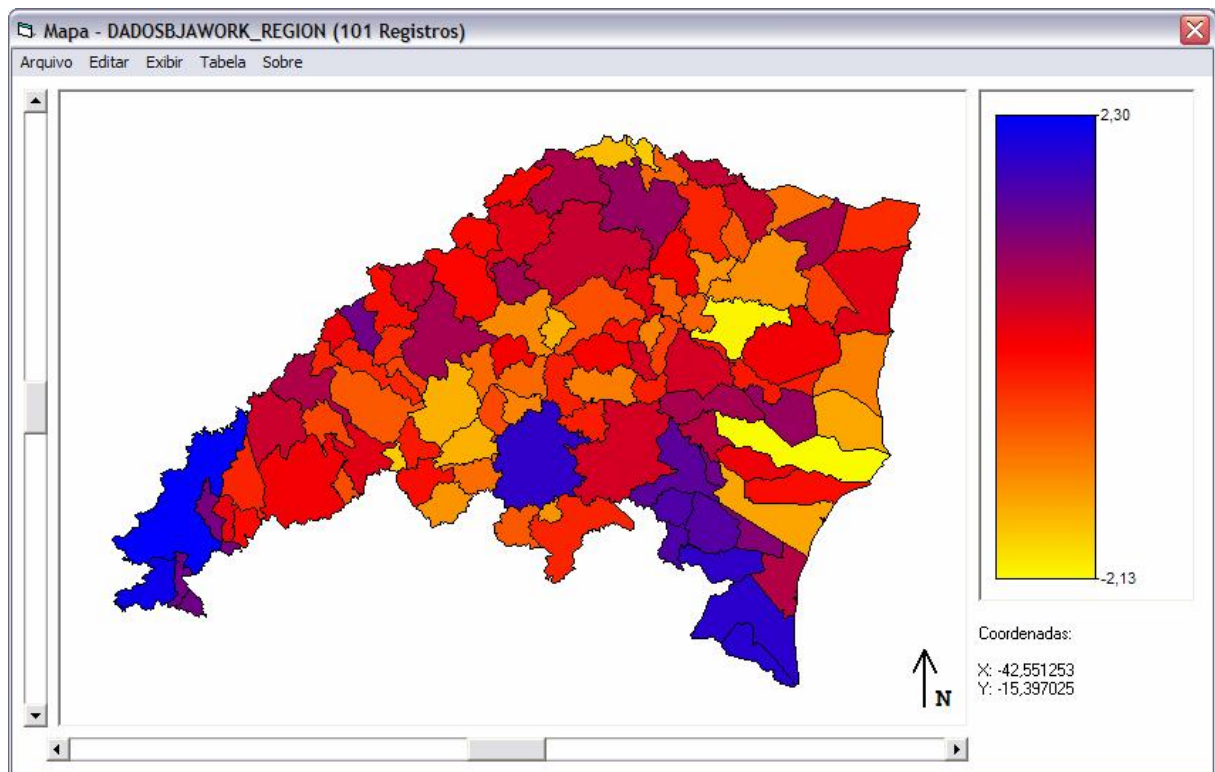 Mapa - DADOSBJAWORK_REGION (101 Registros)
Arquivo Editar Exibir Tabela Sobre
2,30
-2,13
Coordenadas:
X: -42,551253
Y: -15,397025
N